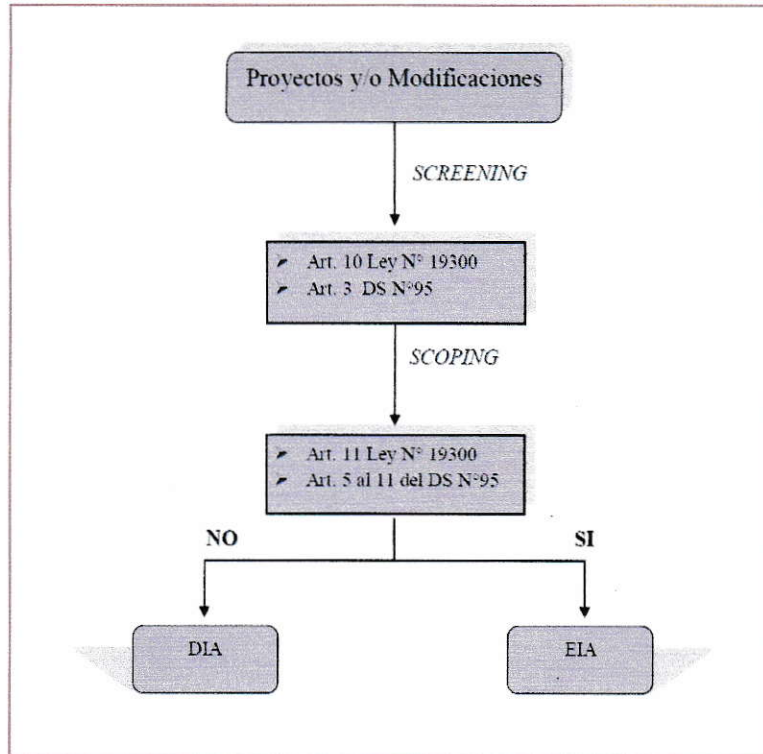 Proyectos y/o Modificaciones
SCREENING
➤ Art. 10 Ley N° 19300
➤ Art. 3 DS N°95
SCOPING
➤ Art. 11 Ley N° 19300
➤ Art. 5 al 11 del DS N°95
NO
SI
DIA
EIA